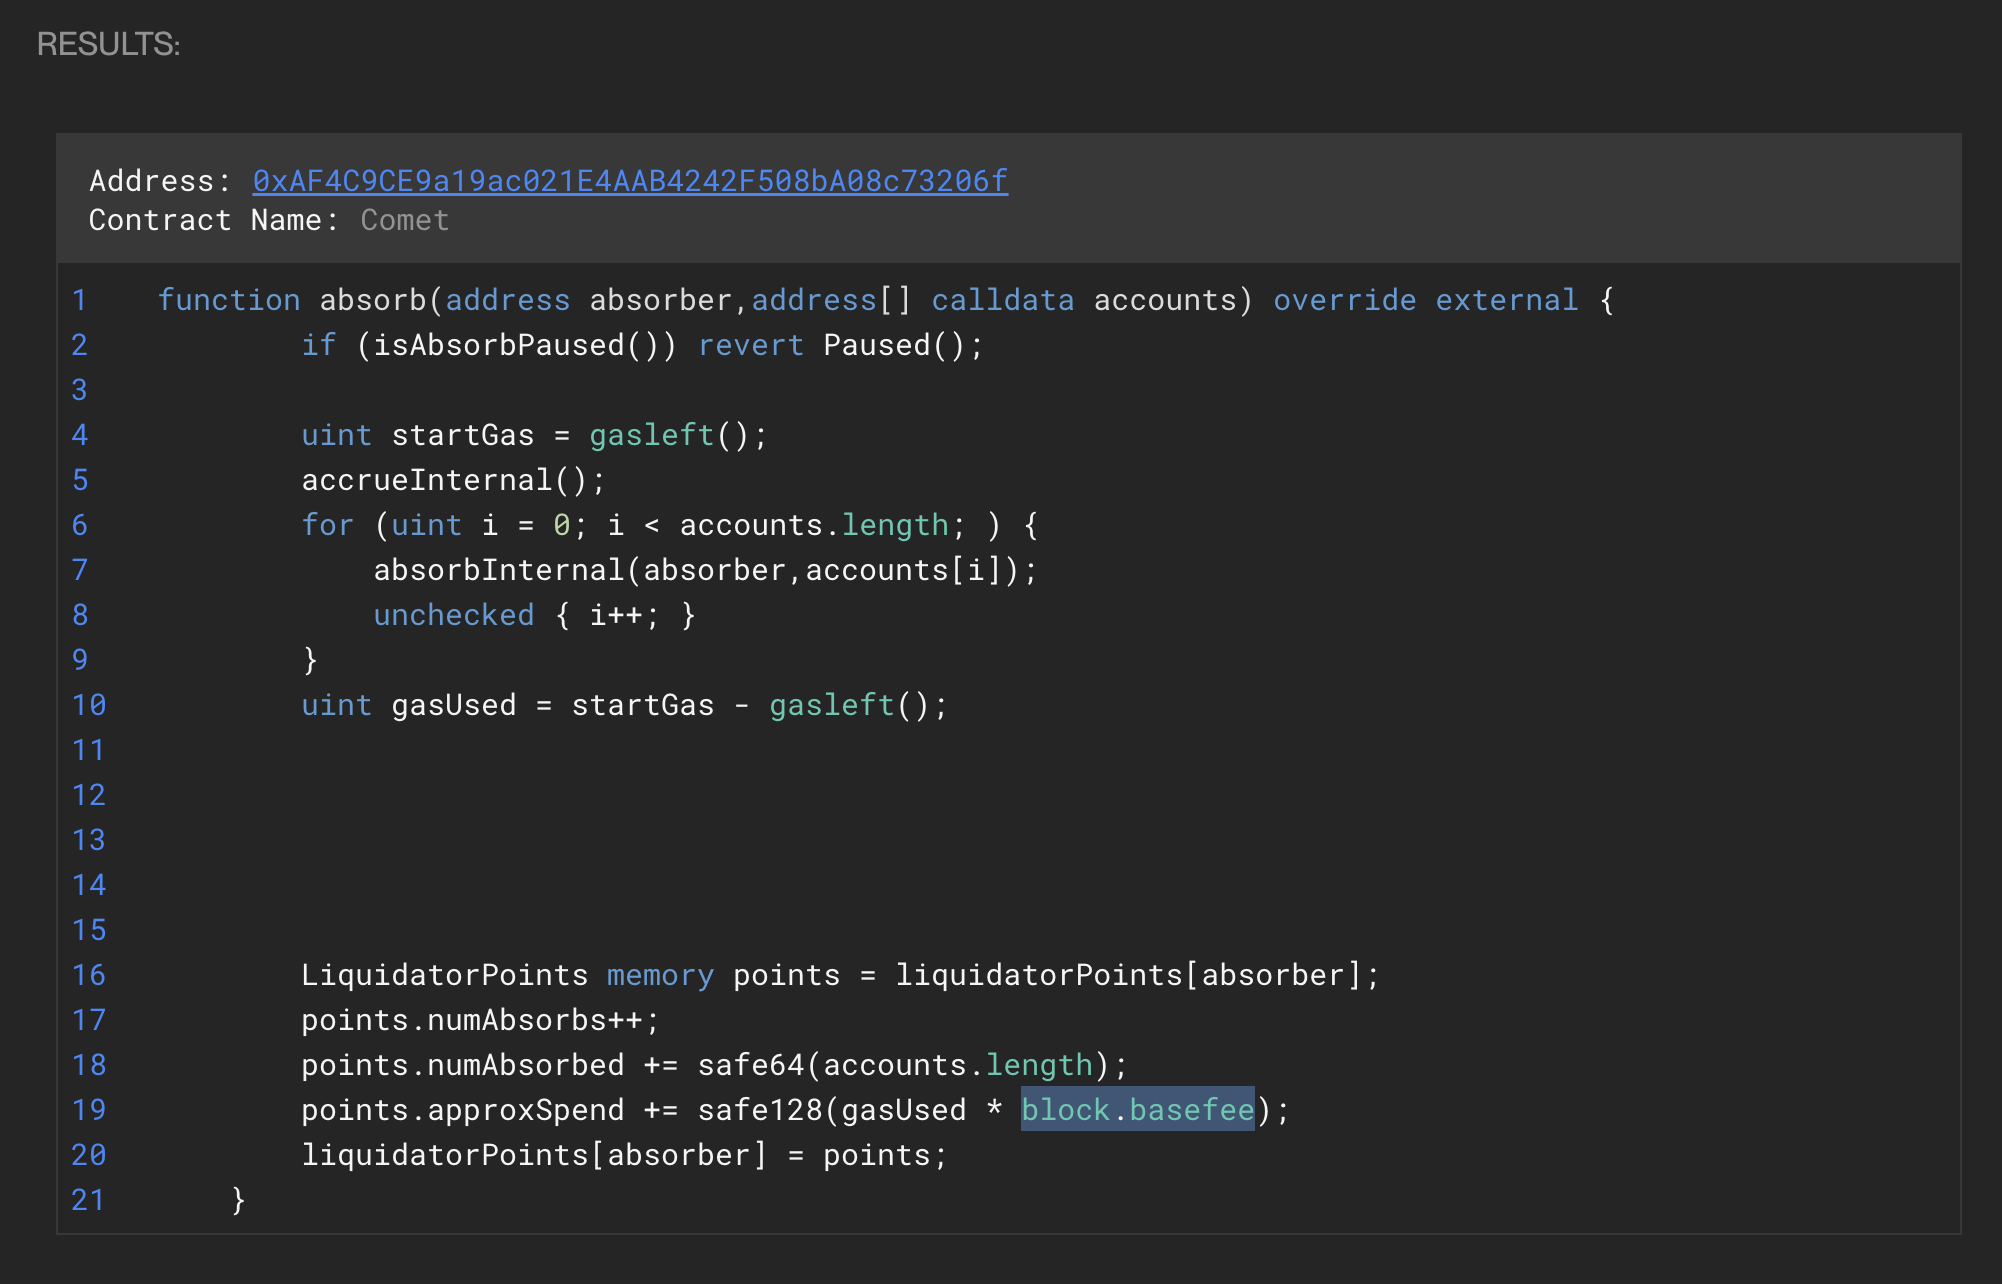 RESULTS:
Address: 0xAF4C9CE9a19ac021E4AAB4242F508bA08c73206f
Contract Name: Comet
1 function absorb(address absorber,address[] calldata accounts) override external {
2 if (isAbsorbPaused()) revert Paused();
3
4 uint startGas = gasleft();
5 accrueInternal();
6 for (uint i = 0; i < accounts.length; ) {
7 absorbInternal(absorber,accounts[i]);
8 unchecked { i++; }
9 }
10 uint gasUsed = startGas - gasleft();
11
12
13
14
15
16 LiquidatorPoints memory points = liquidatorPoints[absorber];
17 points.numAbsorbs++;
18 points.numAbsorbed += safe64(accounts.length);
19 points.approxSpend += safe128(gasUsed * block.basefee);
20 liquidatorPoints[absorber] = points;
21 }